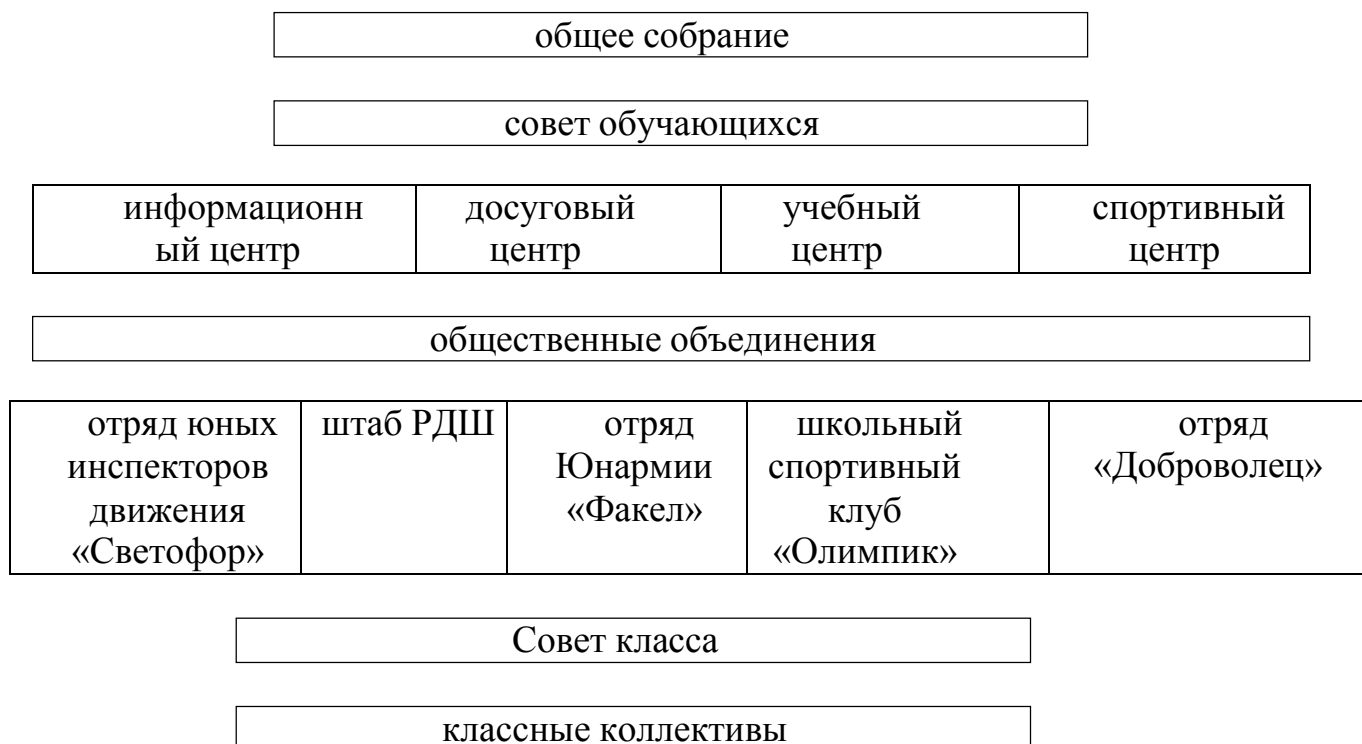 общее собрание
совет обучающихся
информационн
ый центр
досуговый
центр
учебный
центр
спортивный
центр
общественные объединения
отряд юных
инспекторов
движения
«Светофор»
штаб РДШ
отряд
Юнармии
«Факел»
школьный
спортивный
клуб
«Олимпик»
отряд
«Доброволец»
Совет класса
классные коллективы